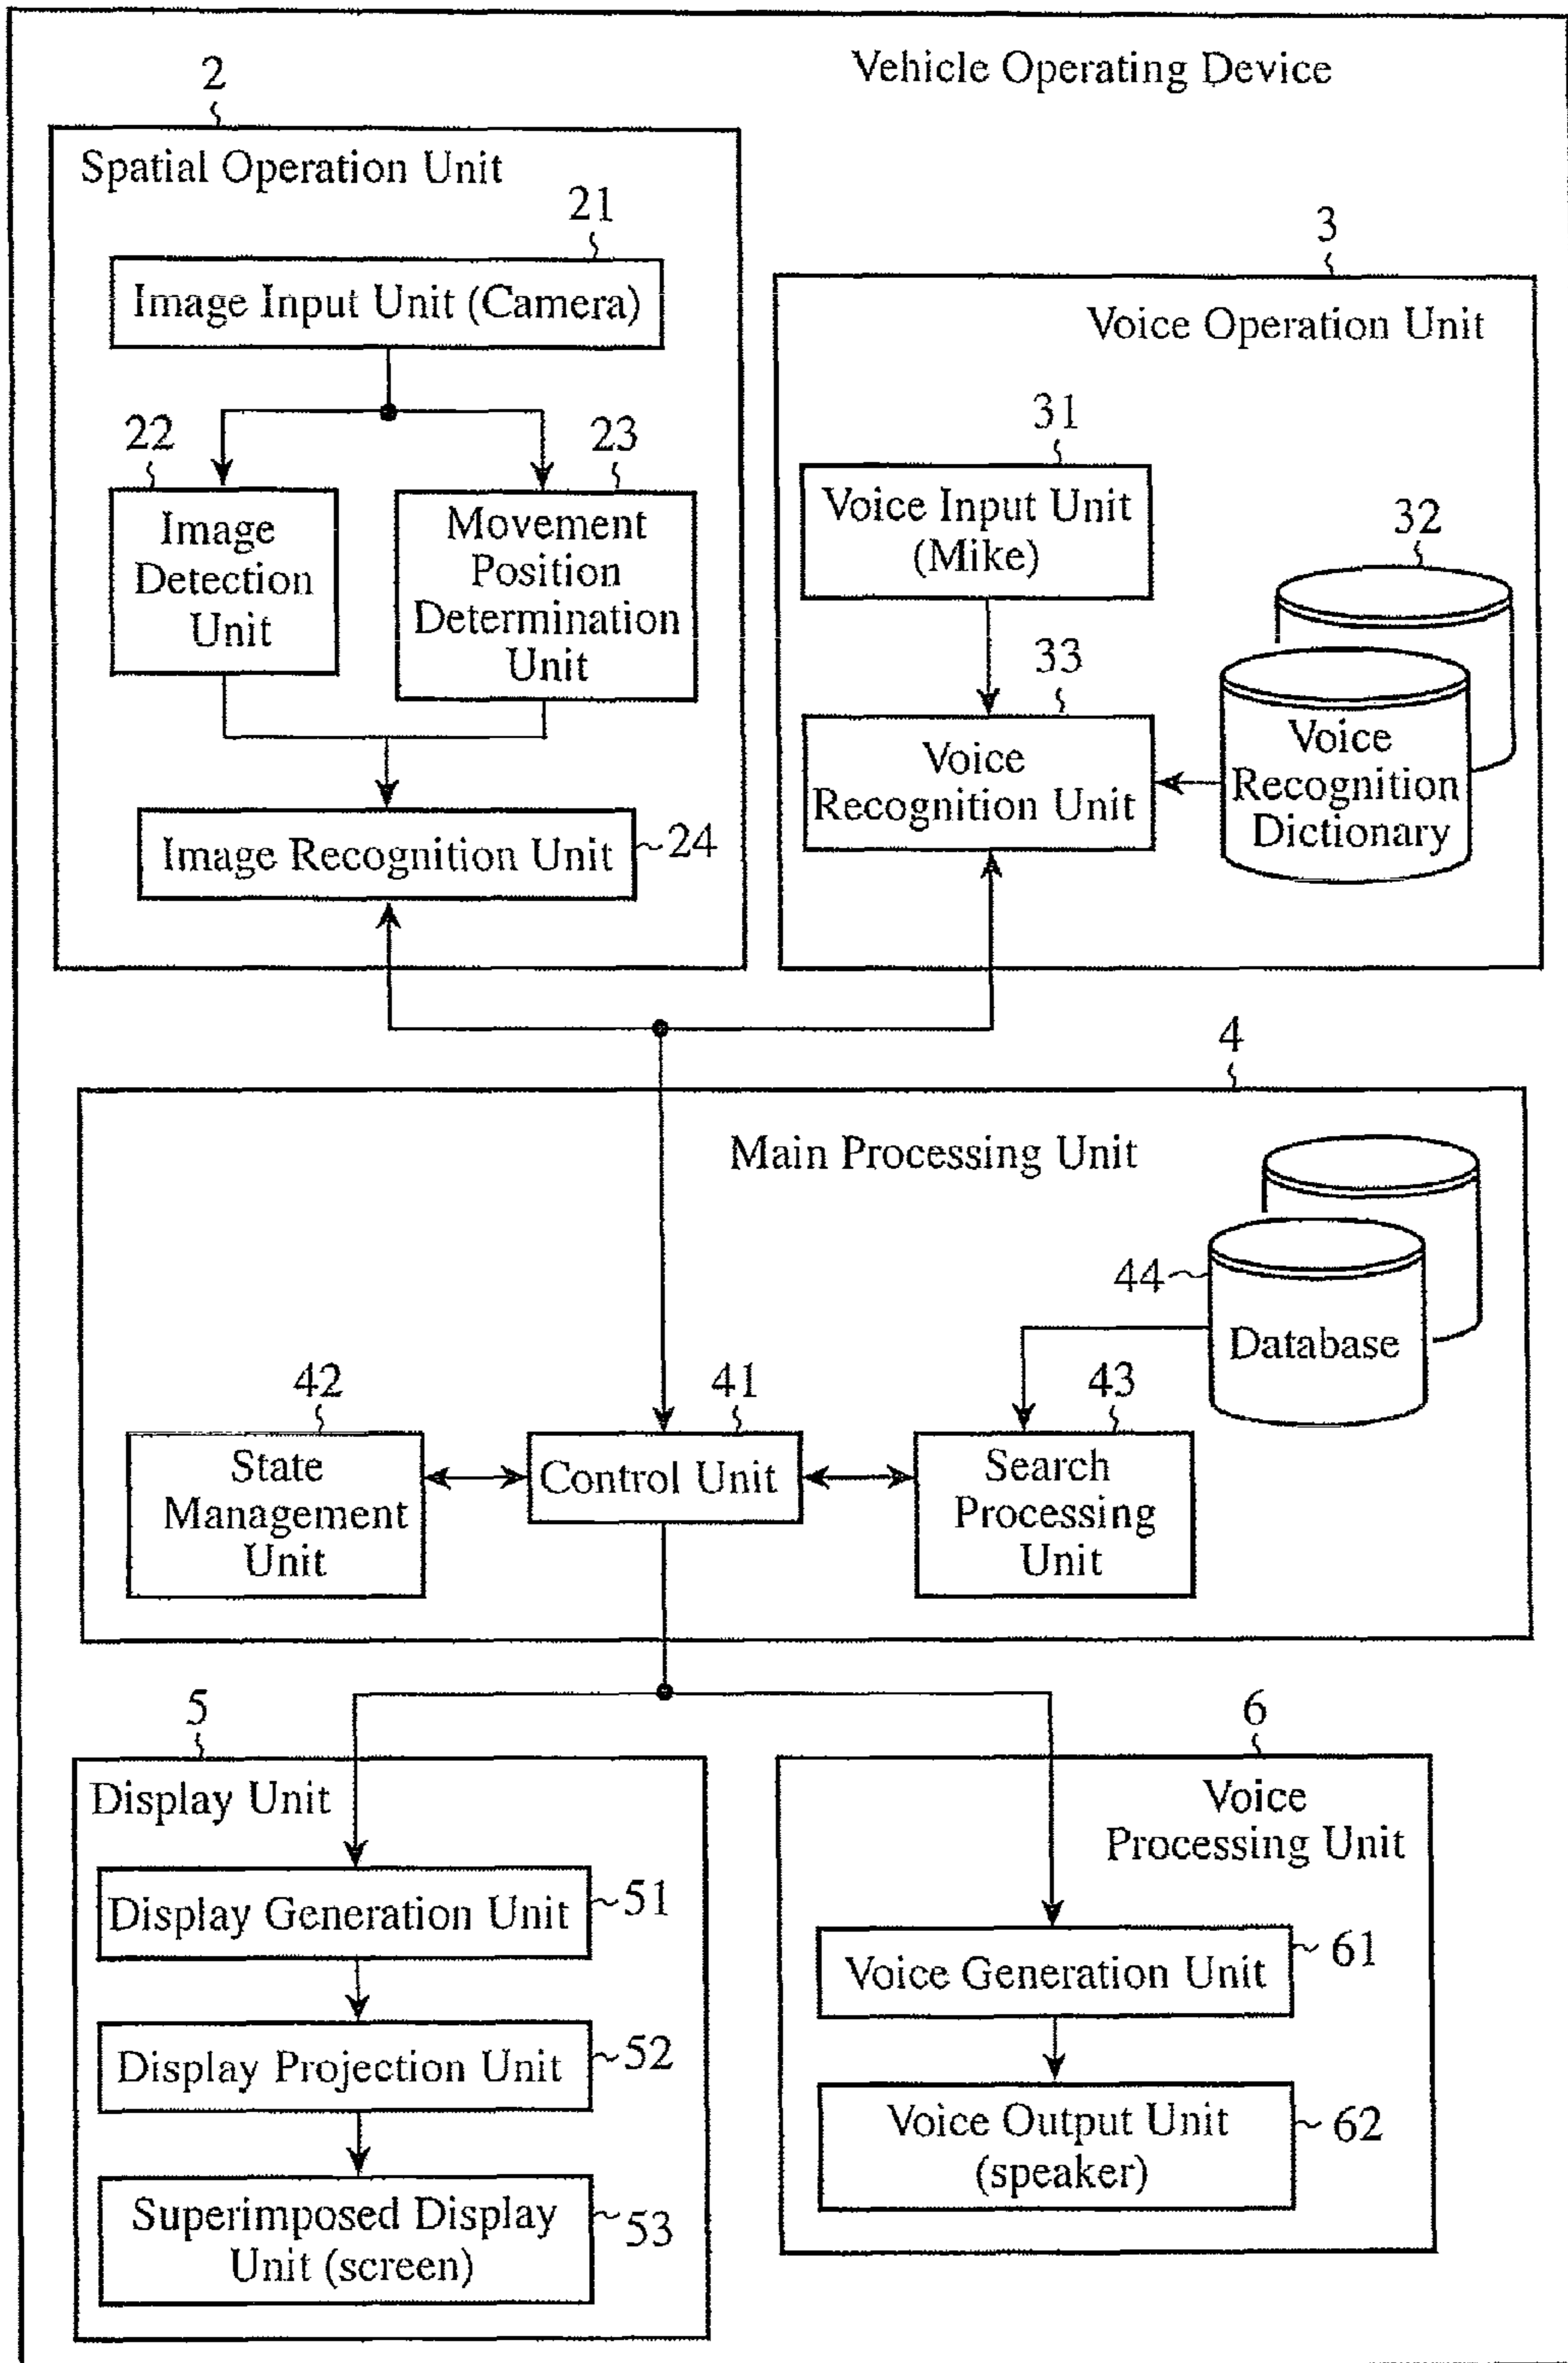 Vehicle Operating Device
2
Spatial Operation Unit
21
Image Input Unit (Camera)
22
Image
Detection
Unit
23
Movement
Position
Determination
Unit
Image Recognition Unit
24
3
Voice Operation Unit
31
Voice Input Unit
(Mike)
32
Voice
Recognition
Dictionary
33
Voice
Recognition Unit
4
Main Processing Unit
44
Database
42
State
Management
Unit
41
Control Unit
43
Search
Processing
Unit
5
Display Unit
Display Generation Unit
51
Display Projection Unit
52
Superimposed Display
Unit (screen)
53
6
Voice
Processing Unit
Voice Generation Unit
61
Voice Output Unit
(speaker)
62